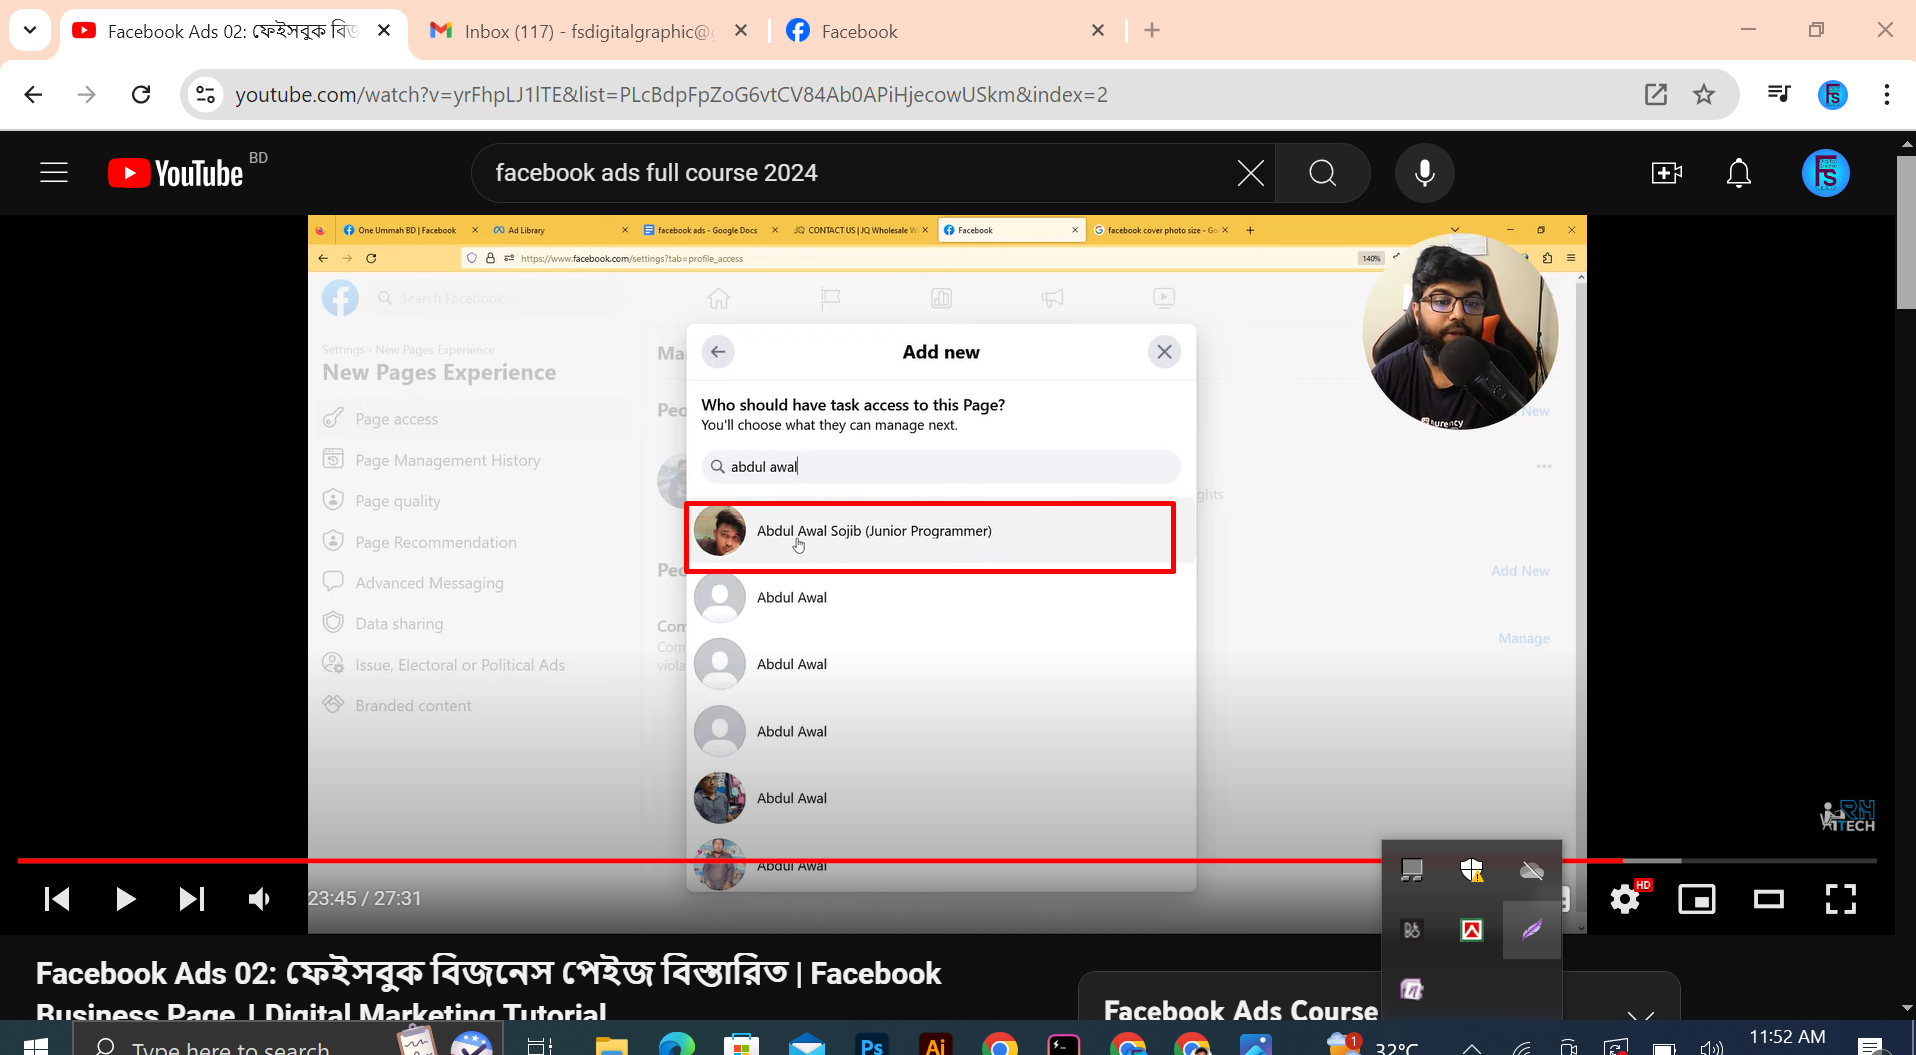 Facebook Ads 02: ফেইসবুক বিজ
Inbox (117) - fsdigitalgraphic@g
Facebook
youtube.com/watch?v=yrFhpLJ1lTE&list=PLcBdpFpZoG6vtCV84Ab0APiHjecowUSkm&index=2
YouTube BD
facebook ads full course 2024
One Ummah BD | Facebook
Ad Library
facebook ads - Google Docs
CONTACT US | JQ Wholesale W
Facebook
facebook cover photo size - Go
https://www.facebook.com/settings?tab=profile_access
140%
Search Facebook
Settings › New Pages Experience
New Pages Experience
Page access
Page Management History
Page quality
Page Recommendation
Advanced Messaging
Data sharing
Issue, Electoral or Political Ads
Branded content
Add new
Who should have task access to this Page?
You'll choose what they can manage next.
abdul awal
Abdul Awal Sojib (Junior Programmer)
Abdul Awal
Abdul Awal
Abdul Awal
Abdul Awal
Abdul Awal
New
Add New
Manage
RH
TECH
23:45 / 27:31
HD
Facebook Ads 02: ফেইসবুক বিজনেস পেইজ বিস্তারিত | Facebook
Business Page | Digital Marketing Tutorial
Facebook Ads Course
Type here to search
Ps
Ai
1
32°C
11:52 AM